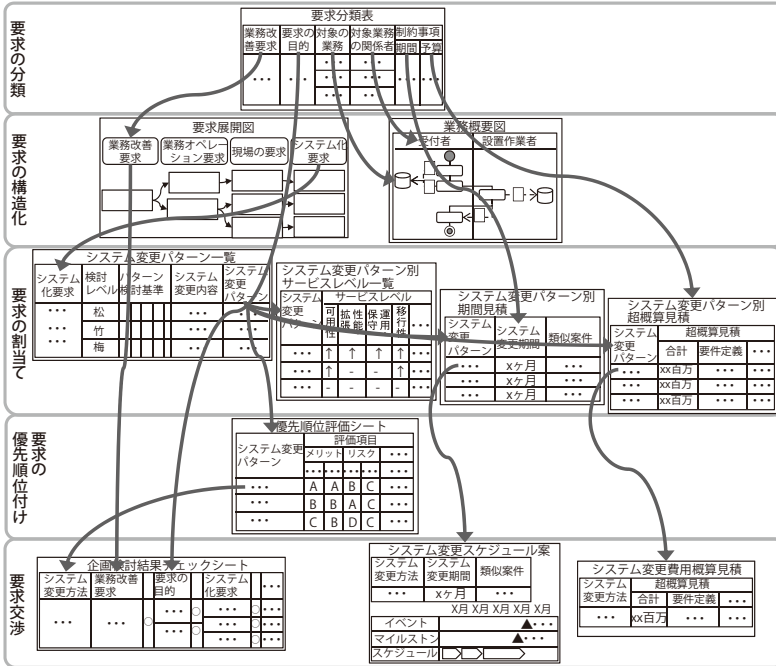 要求の分類
要求分類表
業務改善要求
要求の目的
対象の業務
対象業務の関係者
制約事項
期間
予算
… … … … … …
… …
… …
要求の構造化
要求展開図
業務改善要求
業務オペレーション要求
現場の要求
システム化要求
業務概要図
受付者
設置作業者
要求の割当て
システム変更パターン一覧
システム化要求
検討レベル
パターン検討基準
システム変更内容
システム変更パターン
… 松 … …
竹 … …
梅 … …
システム変更パターン別
サービスレベル一覧
システム変更パターン
サービスレベル
可用性
性能拡張
運用保守
移行性
…
… ↑ ↑ ↑ ↑ …
… ↑ - - ↑ …
… - - - - …
システム変更パターン別
期間見積
システム変更パターン
システム変更期間
類似案件
… xヶ月 …
… xヶ月 …
… xヶ月 …
システム変更パターン別
超概算見積
システム変更パターン
超概算見積
合計
要件定義
…
… xx百万 … …
… xx百万 … …
… xx百万 … …
要求の
優先順位付け
優先順位評価シート
システム変更パターン
評価項目
メリット
リスク
…
… … … … …
… A A B C …
… B B A C …
… C B D C …
要求交渉
企画検討結果チェックシート
システム変更方法
業務改善要求
要求の目的
システム化要求
…
… … ○ … ○ … ○ …
… ○ …
… ○ … ○ …
… ○ …
システム変更スケジュール案
システム変更方法
システム変更期間
類似案件
… xヶ月 …
X月 X月 X月 X月 X月
イベント ▲…
マイルストン ▲…
スケジュール
システム変更費用概算見積
システム変更方法
超概算見積
合計
要件定義
…
… xx百万 … …